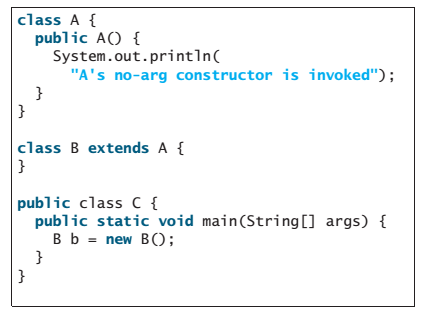 class A {
  public A() {
    System.out.println(
      "A's no-arg constructor is invoked");
  }
}

class B extends A {
}

public class C {
  public static void main(String[] args) {
    B b = new B();
  }
}